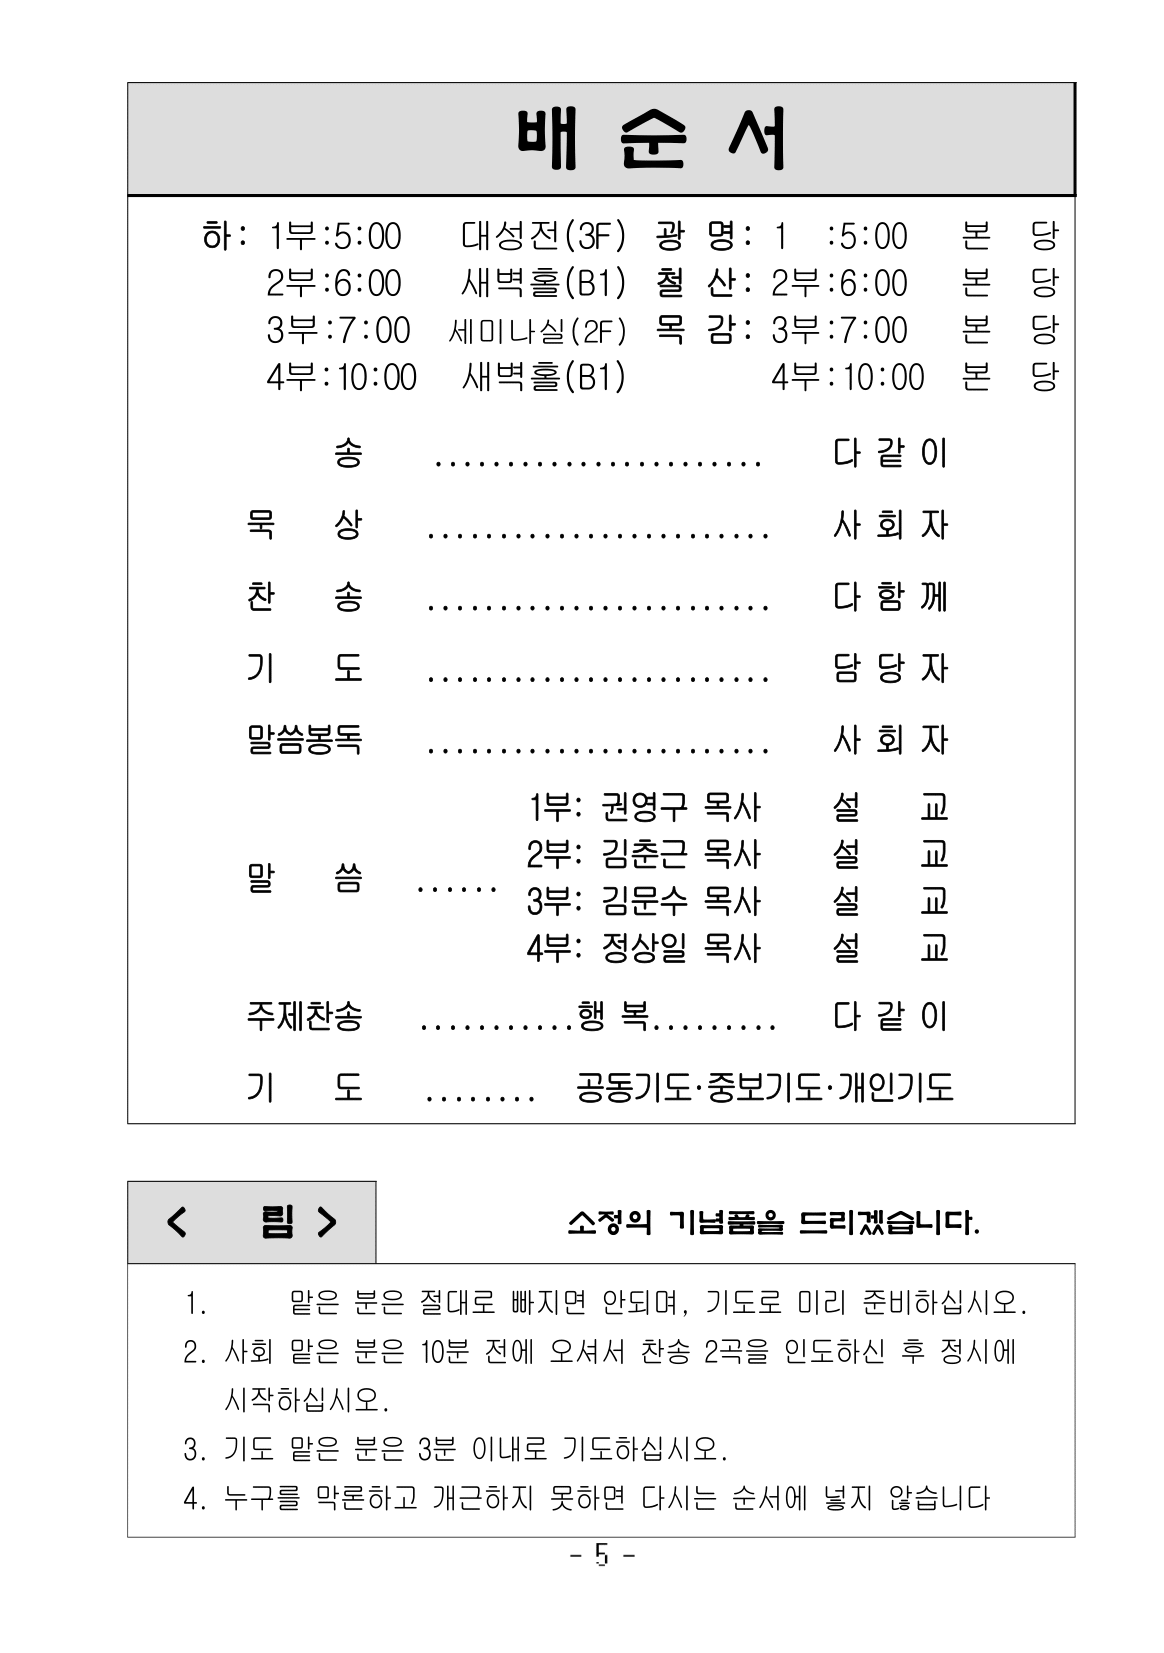 배 순 서
하: 1부:5:00 대성전(3F) 광 명: 1 :5:00 본 당
2부:6:00 새벽홀(B1) 철 산: 2부:6:00 본 당
3부:7:00 세미나실(2F) 목 감: 3부:7:00 본 당
4부:10:00 새벽홀(B1) 4부:10:00 본 당
송 ....................... 다 같 이
묵 상 ........................ 사 회 자
찬 송 ........................ 다 함 께
기 도 ........................ 담 당 자
말씀봉독 ........................ 사 회 자
1부: 권영구 목사 설 교
2부: 김춘근 목사 설 교
말 씀 ......
3부: 김문수 목사 설 교
4부: 정상일 목사 설 교
주제찬송 ...........행 복......... 다 같 이
기 도 ........ 공동기도·중보기도·개인기도
< 림 > 소정의 기념품을 드리겠습니다.
1. 맡은 분은 절대로 빠지면 안되며, 기도로 미리 준비하십시오.
2. 사회 맡은 분은 10분 전에 오셔서 찬송 2곡을 인도하신 후 정시에
시작하십시오.
3. 기도 맡은 분은 3분 이내로 기도하십시오.
4. 누구를 막론하고 개근하지 못하면 다시는 순서에 넣지 않습니다
- 5 -